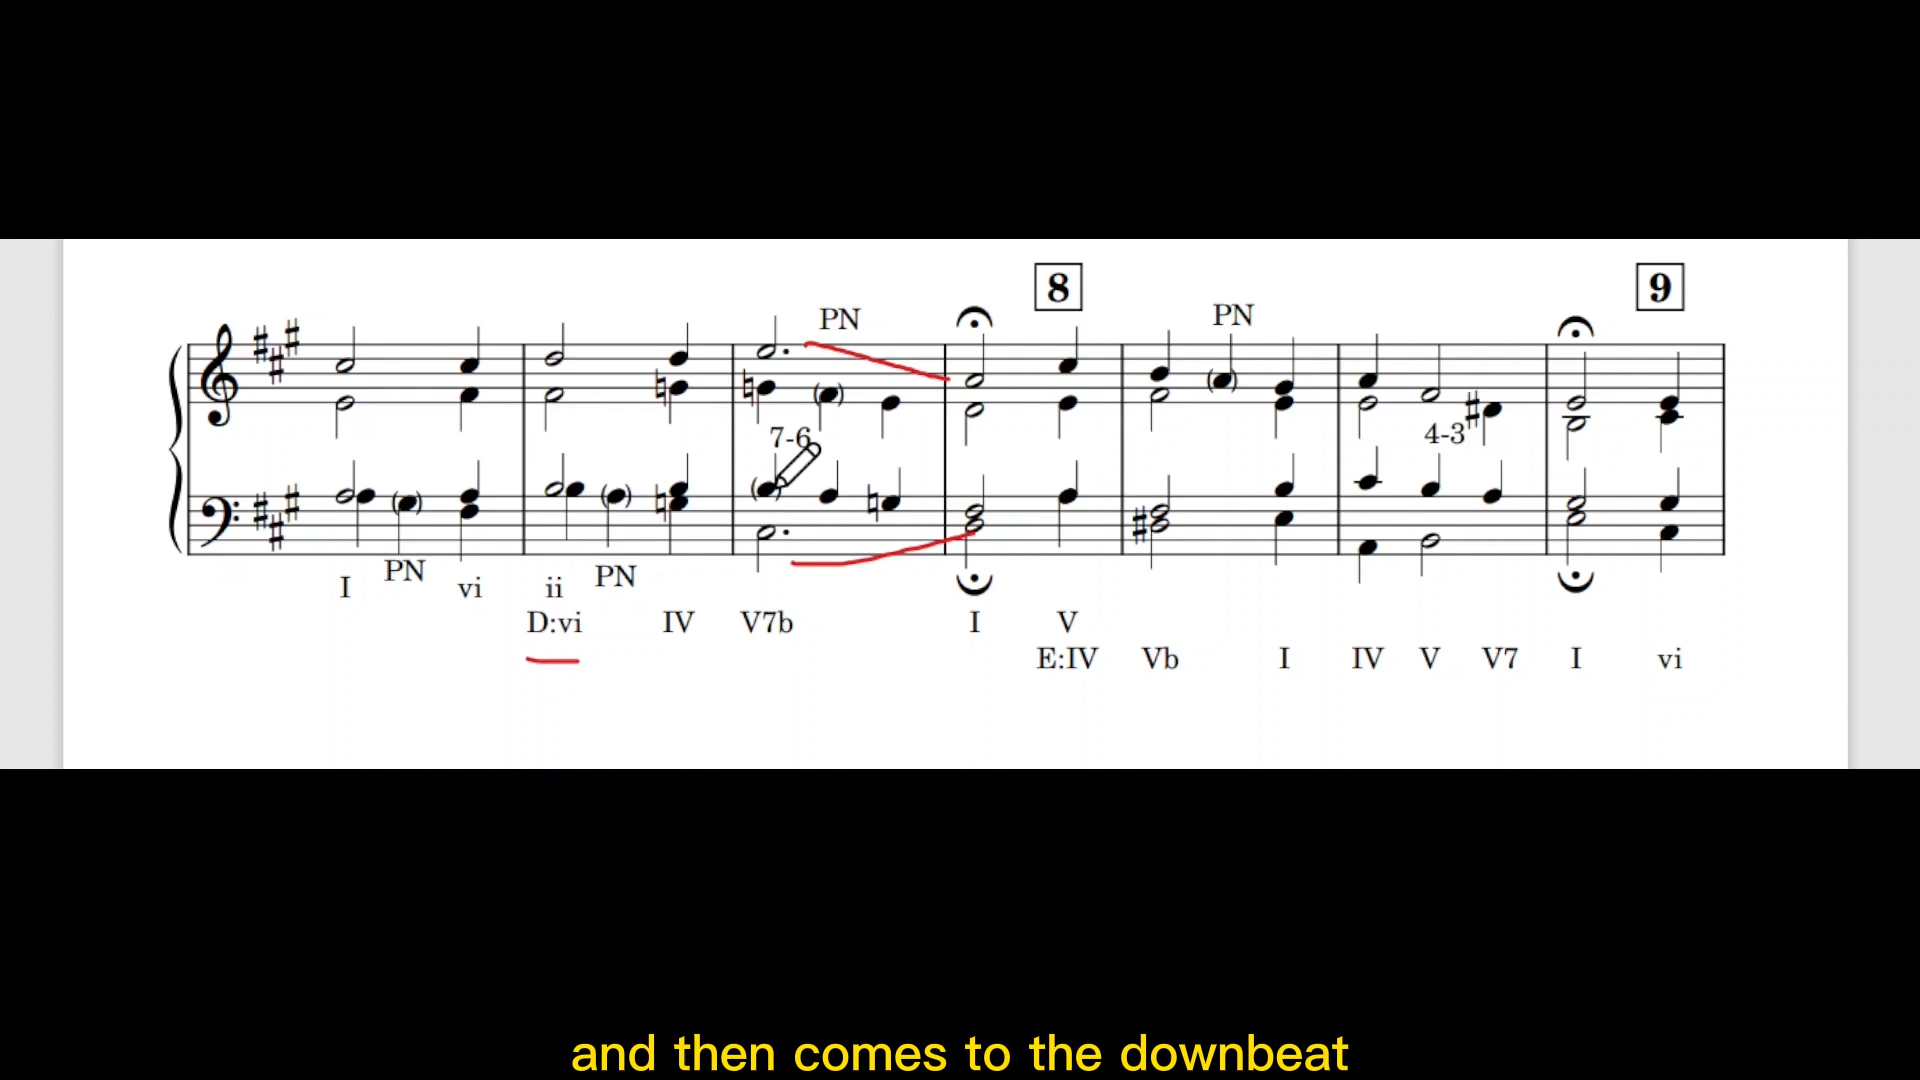 8 9
PN PN
7-6 4-3
PN PN
I vi ii
D:vi IV V7b I V
E:IV Vb I IV V V7 I vi
and then comes to the downbeat